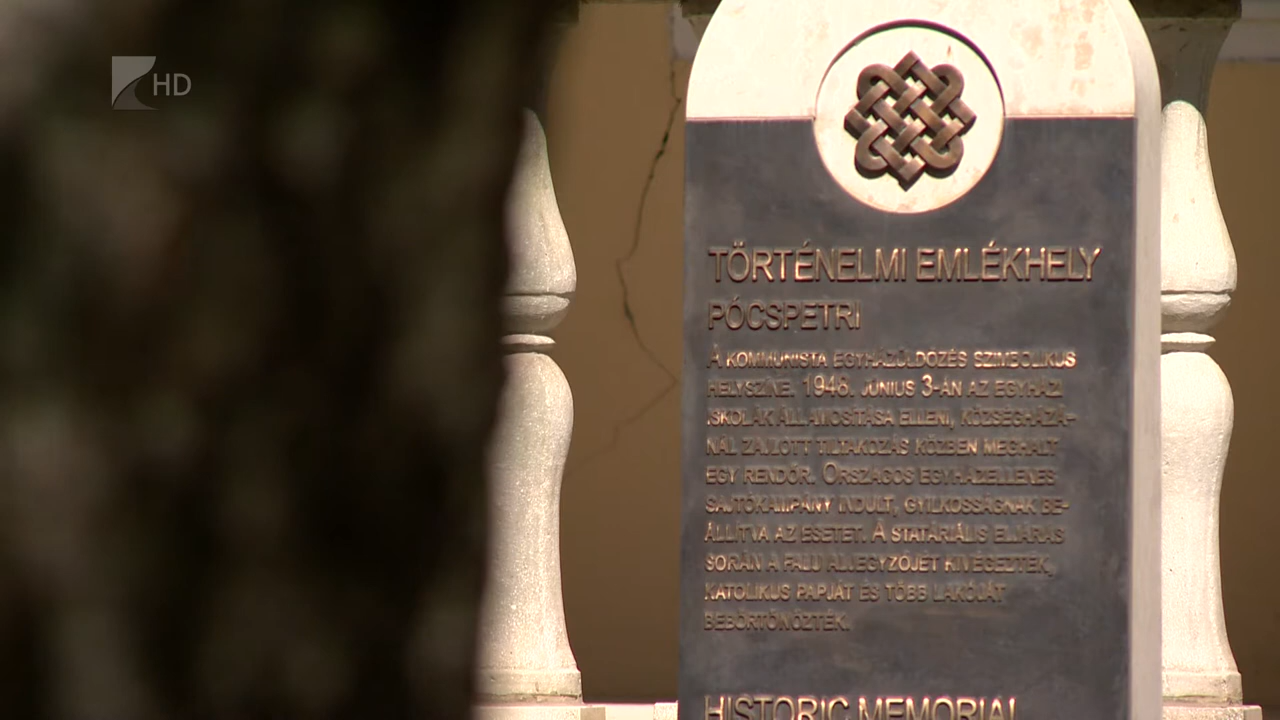 HD
TÖRTÉNELMI EMLÉKHELY
PÓCSPETRI
A KOMMUNISTA EGYHÁZÜLDÖZÉS SZIMBOLIKUS
HELYSZÍNE. 1948. JÚNIUS 3-ÁN AZ EGYHÁZI
ISKOLÁK ÁLLAMOSÍTÁSA ELLENI, KÖZSÉGHÁZÁ-
NÁL ZAJLOTT TILTAKOZÁS KÖZBEN MEGHALT
EGY RENDŐR. ORSZÁGOS EGYHÁZELLENES
SAJTÓKAMPÁNY INDULT, GYILKOSSÁGNAK BE-
ÁLLÍTVA AZ ESETET. A STATÁRIÁLIS ELJÁRÁS
SORÁN A FALU ALJEGYZŐJÉT KIVÉGEZTÉK,
KATOLIKUS PAPJÁT ÉS TÖBB LAKÓJÁT
BEBÖRTÖNÖZTÉK.
HISTORIC MEMORIAL